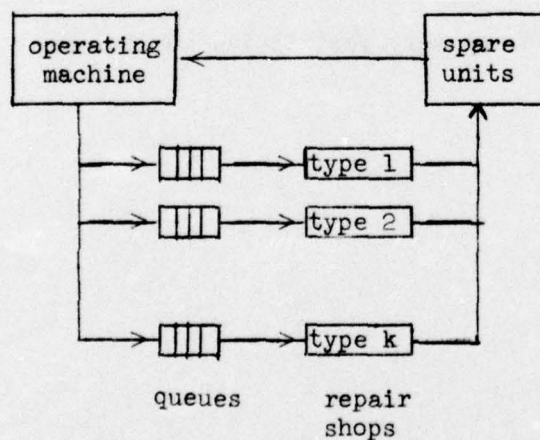 operating
machine
spare
units
type 1
type 2
type k
queues
repair
shops